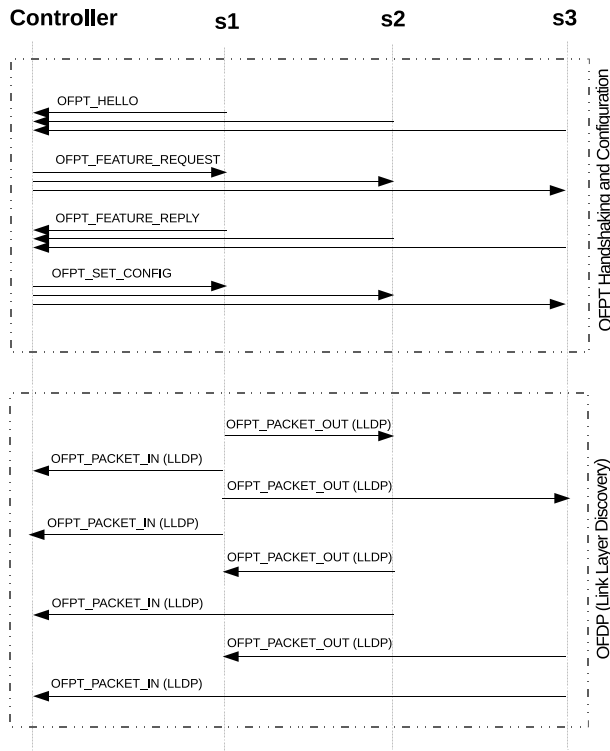 Controller s1 s2 s3
OFPT_HELLO
OFPT_FEATURE_REQUEST
OFPT_FEATURE_REPLY
OFPT_SET_CONFIG
OFPT Handshaking and Configuration
OFPT_PACKET_OUT (LLDP)
OFPT_PACKET_IN (LLDP)
OFPT_PACKET_OUT (LLDP)
OFPT_PACKET_IN (LLDP)
OFPT_PACKET_OUT (LLDP)
OFPT_PACKET_IN (LLDP)
OFPT_PACKET_OUT (LLDP)
OFPT_PACKET_IN (LLDP)
OFDP (Link Layer Discovery)